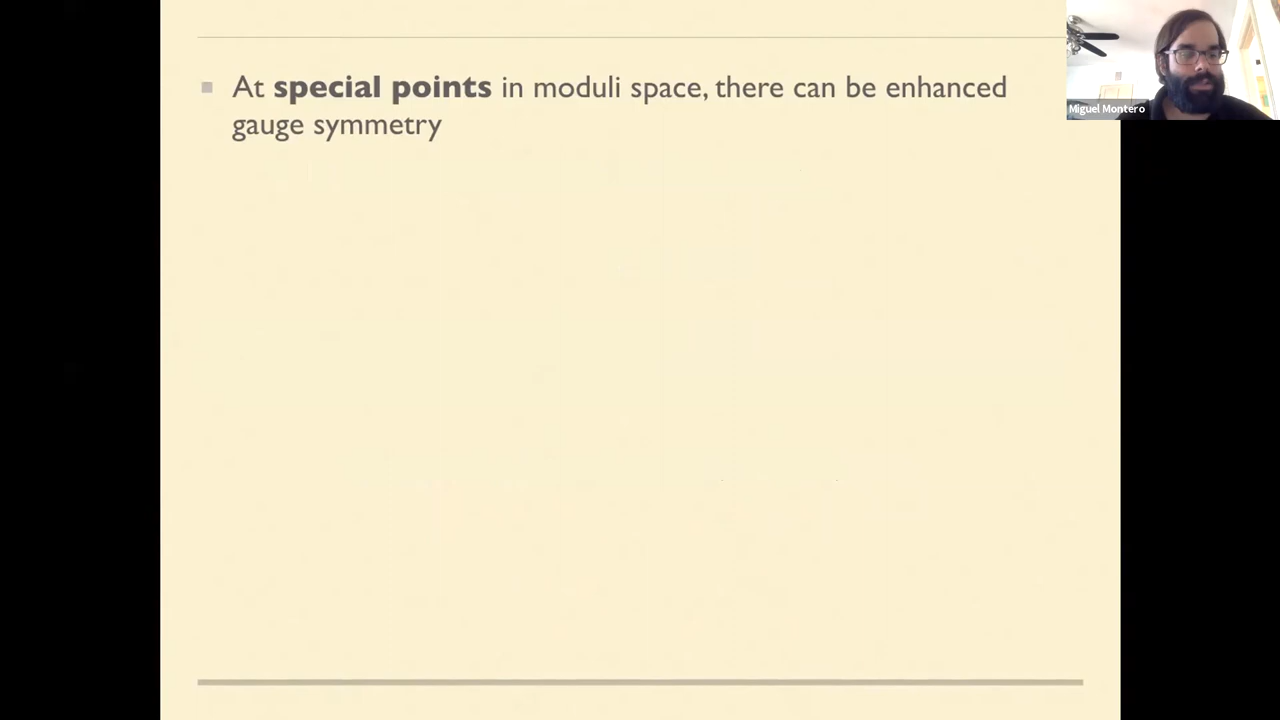 At special points in moduli space, there can be enhanced
gauge symmetry
Miguel Montero